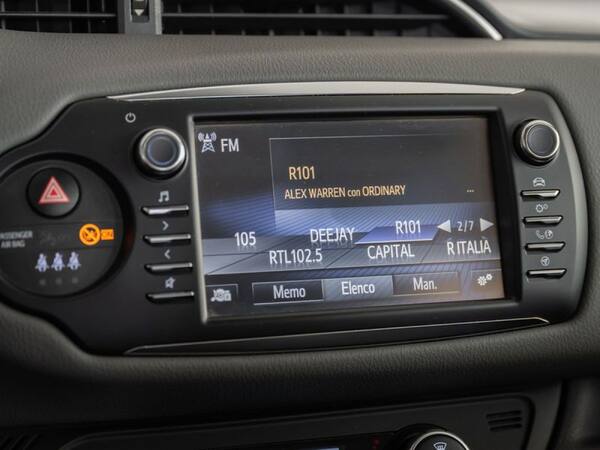 FM
R101
ALEX WARREN con ORDINARY
...
105 DEEJAY R101 2/7
RTL102.5 CAPITAL R ITALIA
Memo Elenco Man.
PASSENGER
AIR BAG
ON